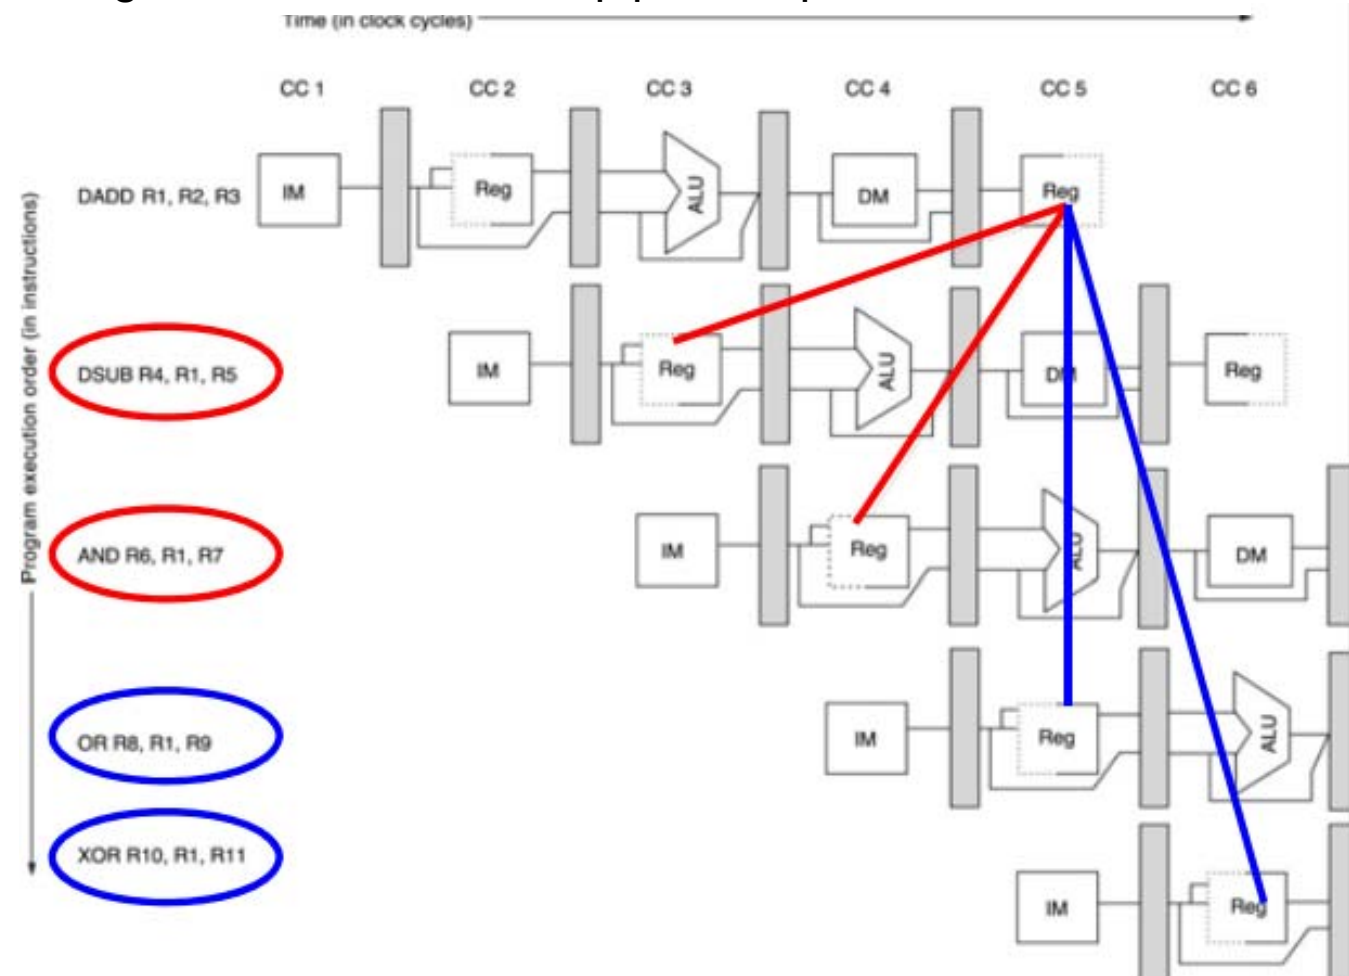 Time (in clock cycles)
CC 1 CC 2 CC 3 CC 4 CC 5 CC 6
Program execution order (in instructions)
DADD R1, R2, R3 IM Reg ALU DM Reg
DSUB R4, R1, R5 IM Reg ALU DM Reg
AND R6, R1, R7 IM Reg ALU DM
OR R8, R1, R9 IM Reg ALU
XOR R10, R1, R11 IM Reg